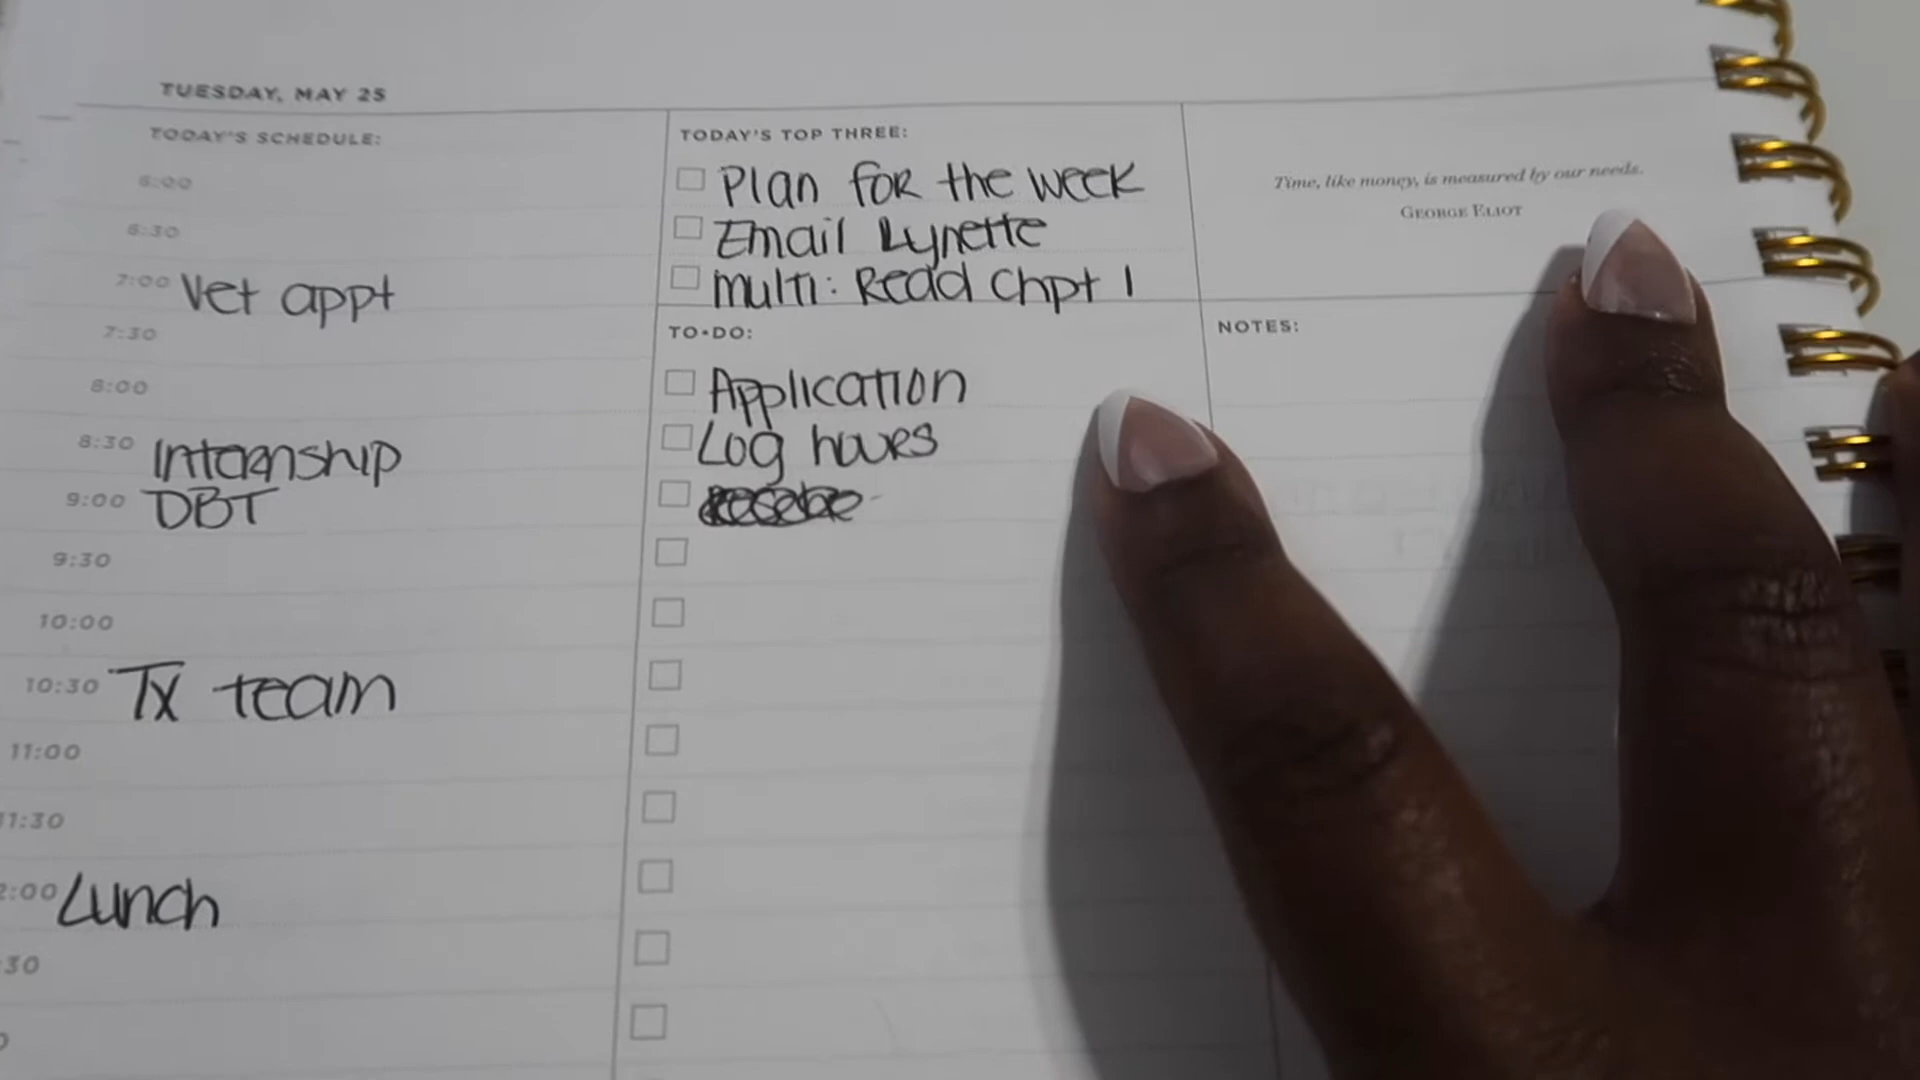 TUESDAY, MAY 25
TODAY'S SCHEDULE:
6:00
6:30
7:00 Vet appt
7:30
8:00
8:30 Internship
9:00 DBT
9:30
10:00
10:30 Tx team
11:00
11:30
2:00 Lunch
:30
TODAY'S TOP THREE:
Plan for the week
Email Lynette
Multi: Read Chpt 1
TO-DO:
Application
Log hours
Time, like money, is measured by our needs.
GEORGE ELIOT
NOTES: